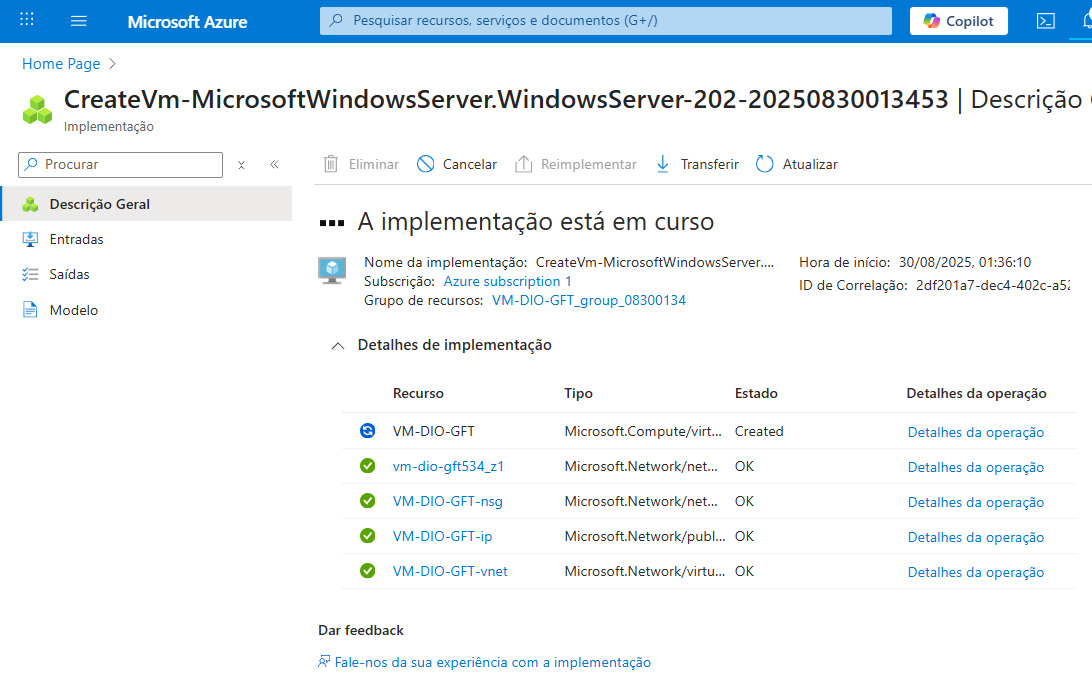 Microsoft Azure
Pesquisar recursos, serviços e documentos (G+/)
Copilot
Home Page
CreateVm-MicrosoftWindowsServer.WindowsServer-202-20250830013453 | Descrição
Implementação
Procurar
Eliminar Cancelar Reimplementar Transferir Atualizar
Descrição Geral
Entradas
Saídas
Modelo
A implementação está em curso
Nome da implementação: CreateVm-MicrosoftWindowsServer....
Subscrição: Azure subscription 1
Grupo de recursos: VM-DIO-GFT_group_08300134
Hora de início: 30/08/2025, 01:36:10
ID de Correlação: 2df201a7-dec4-402c-a52
Detalhes de implementação
Recurso Tipo Estado Detalhes da operação
VM-DIO-GFT Microsoft.Compute/virt... Created Detalhes da operação
vm-dio-gft534_z1 Microsoft.Network/net... OK Detalhes da operação
VM-DIO-GFT-nsg Microsoft.Network/net... OK Detalhes da operação
VM-DIO-GFT-ip Microsoft.Network/publ... OK Detalhes da operação
VM-DIO-GFT-vnet Microsoft.Network/virtu... OK Detalhes da operação
Dar feedback
Fale-nos da sua experiência com a implementação